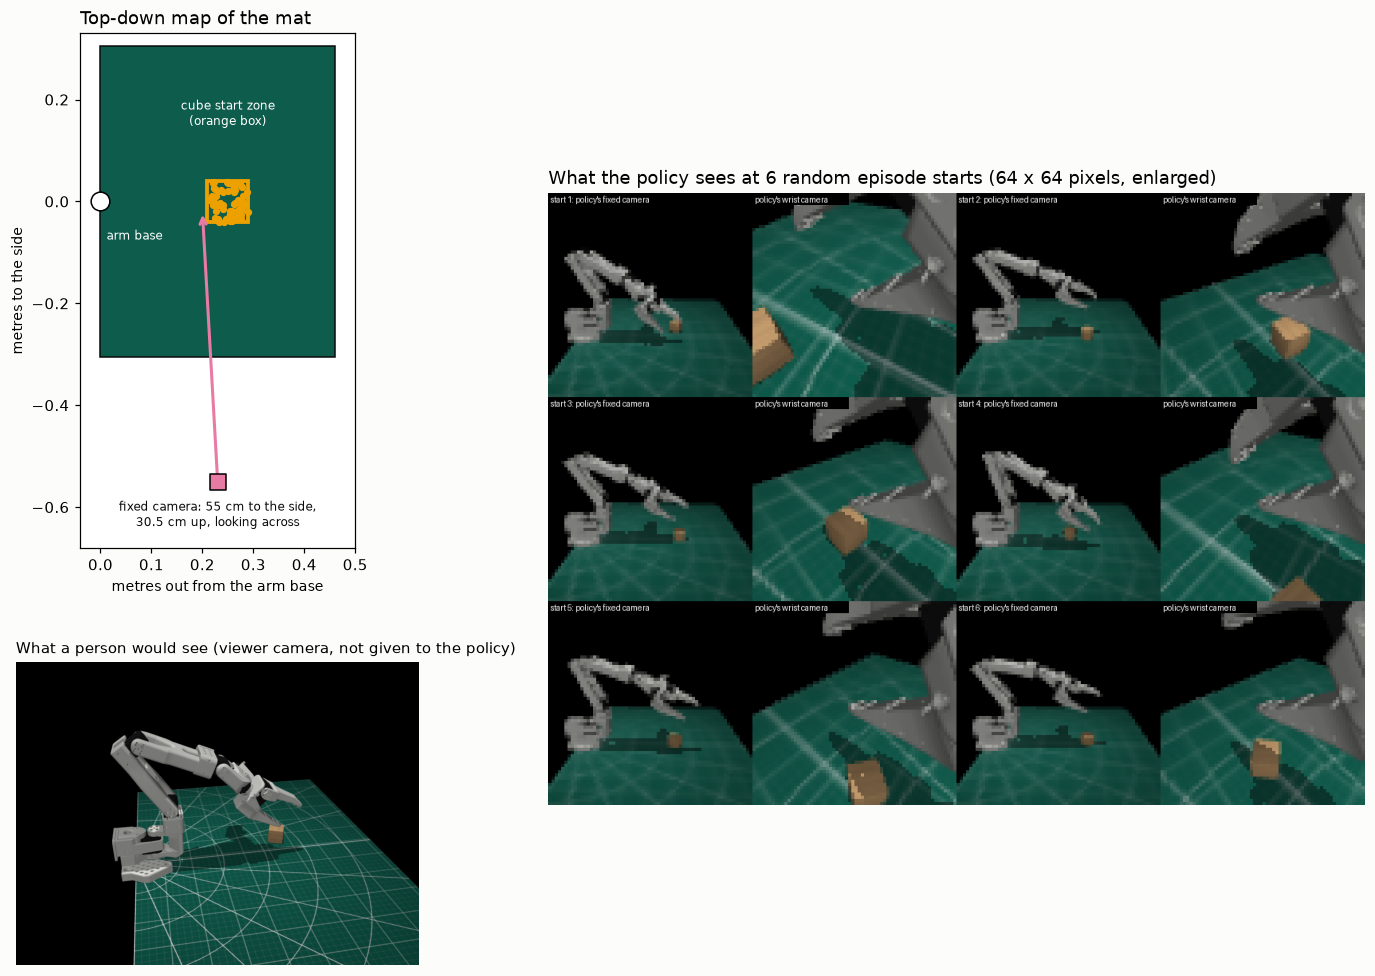 Top-down map of the mat
0.2
0.0
−0.2
−0.4
−0.6
metres to the side
cube start zone
(orange box)
arm base
fixed camera: 55 cm to the side,
30.5 cm up, looking across
0.0 0.1 0.2 0.3 0.4 0.5
metres out from the arm base
What the policy sees at 6 random episode starts (64 x 64 pixels, enlarged)
start 1: policy's fixed camera
policy's wrist camera
start 2: policy's fixed camera
policy's wrist camera
start 3: policy's fixed camera
policy's wrist camera
start 4: policy's fixed camera
policy's wrist camera
start 5: policy's fixed camera
policy's wrist camera
start 6: policy's fixed camera
policy's wrist camera
What a person would see (viewer camera, not given to the policy)